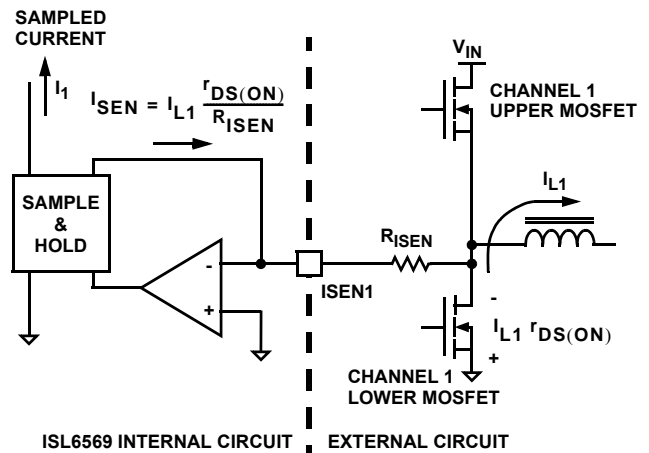 SAMPLED
CURRENT
I1
ISEN = IL1 rDS(ON)
RISEN
SAMPLE
&
HOLD
-
+
ISEN1
RISEN
VIN
CHANNEL 1
UPPER MOSFET
IL1
-
IL1 rDS(ON)
+
CHANNEL 1
LOWER MOSFET
ISL6569 INTERNAL CIRCUIT
EXTERNAL CIRCUIT